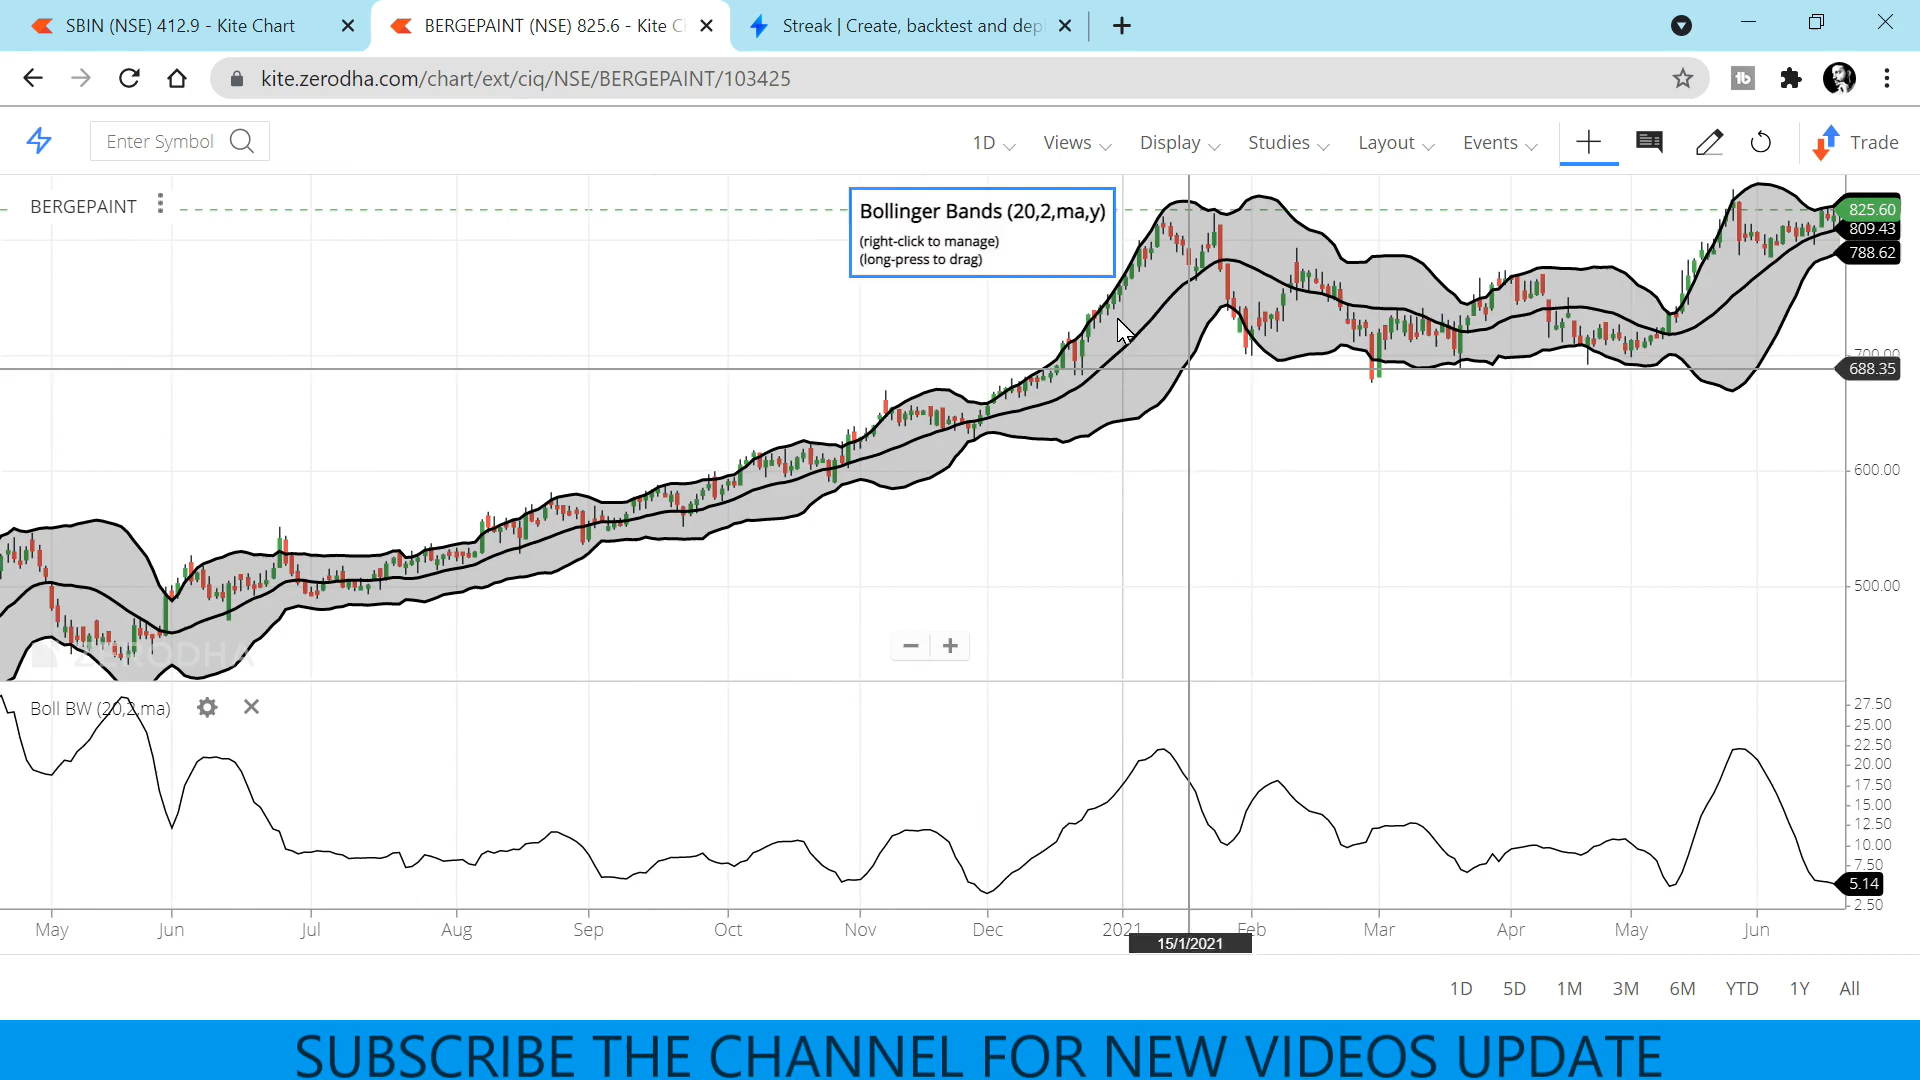 SBIN (NSE) 412.9 - Kite Chart
BERGEPAINT (NSE) 825.6 - Kite C
Streak | Create, backtest and dep
kite.zerodha.com/chart/ext/ciq/NSE/BERGEPAINT/103425
Enter Symbol
1D Views Display Studies Layout Events Trade
BERGEPAINT
Bollinger Bands (20,2,ma,y)
(right-click to manage)
(long-press to drag)
825.60
809.43
788.62
700.00
688.35
600.00
500.00
ZERODHA
Boll BW (20,2,ma)
27.50
25.00
22.50
20.00
17.50
15.00
12.50
10.00
7.50
5.14
2.50
May Jun Jul Aug Sep Oct Nov Dec 2021 Feb Mar Apr May Jun
15/1/2021
1D 5D 1M 3M 6M YTD 1Y All
SUBSCRIBE THE CHANNEL FOR NEW VIDEOS UPDATE